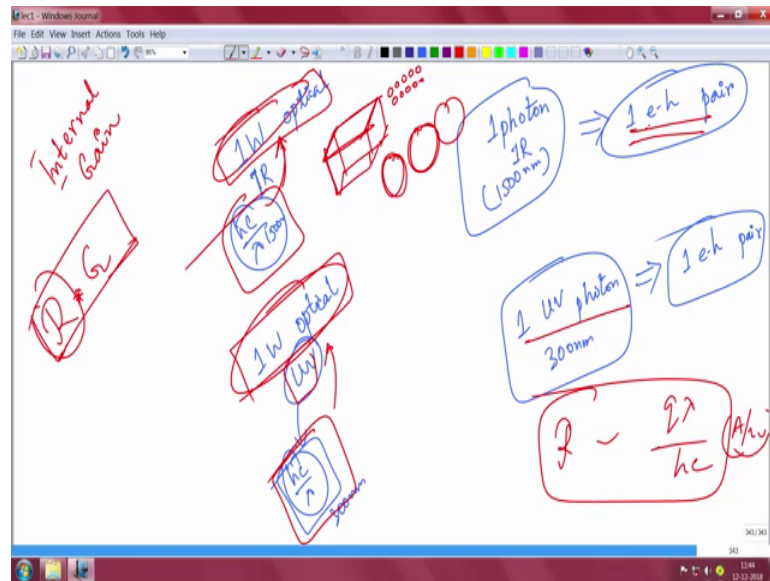 lec1 - Windows Journal
File Edit View Insert Actions Tools Help
96%
B I
Internal
Gain
R * G
1W optical
IR
hc
λ 1500
1W optical
UV
hc
λ
300nm
1 photon
IR
(1500nm)
⇒
1 e-h pair
1 UV photon
300nm
⇒
1 e-h pair
R ~ qλ
hc
343/343
343
11:44
12-12-2018